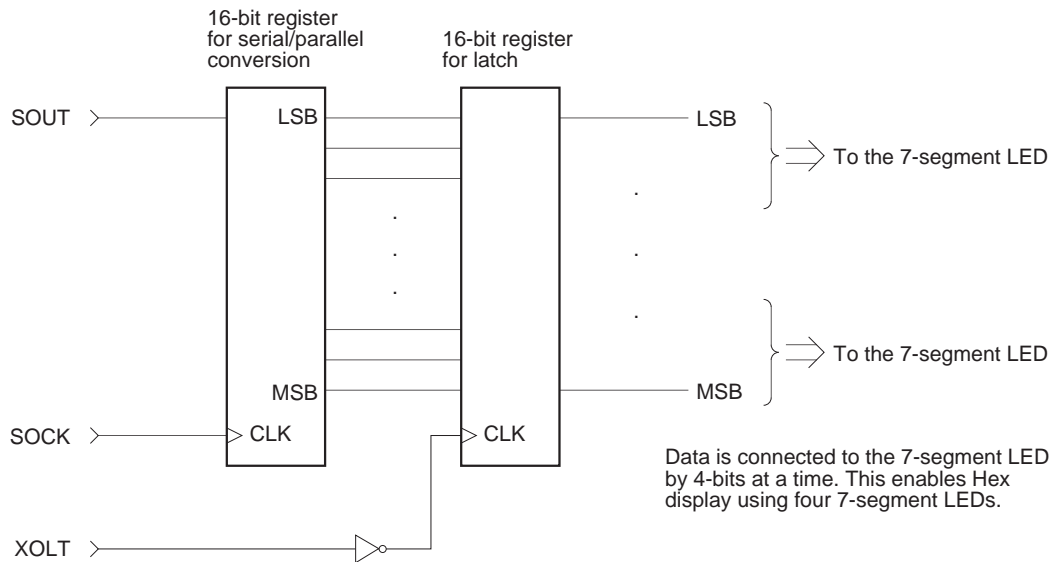 16-bit register
for serial/parallel
conversion
16-bit register
for latch
SOUT
LSB
LSB
To the 7-segment LED
To the 7-segment LED
MSB
MSB
SOCK
CLK
CLK
Data is connected to the 7-segment LED
by 4-bits at a time. This enables Hex
display using four 7-segment LEDs.
XOLT